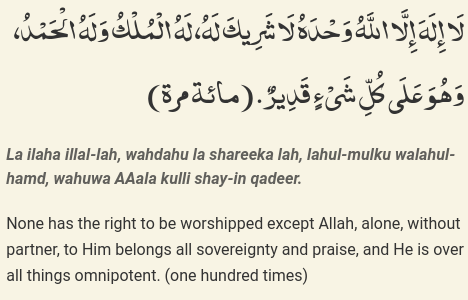 لَا إِلَهَ إِلَّا اللَّهُ وَحْدَهُ لَا شَرِيكَ لَهُ، لَهُ الْمُلْكُ وَلَهُ الْحَمْدُ،
وَهُوَ عَلَى كُلِّ شَيْءٍ قَدِيرٌ. (مائة مرة)
La ilaha illal-lah, wahdahu la shareeka lah, lahul-mulku walahul-
hamd, wahuwa AAala kulli shay-in qadeer.
None has the right to be worshipped except Allah, alone, without
partner, to Him belongs all sovereignty and praise, and He is over
all things omnipotent. (one hundred times)